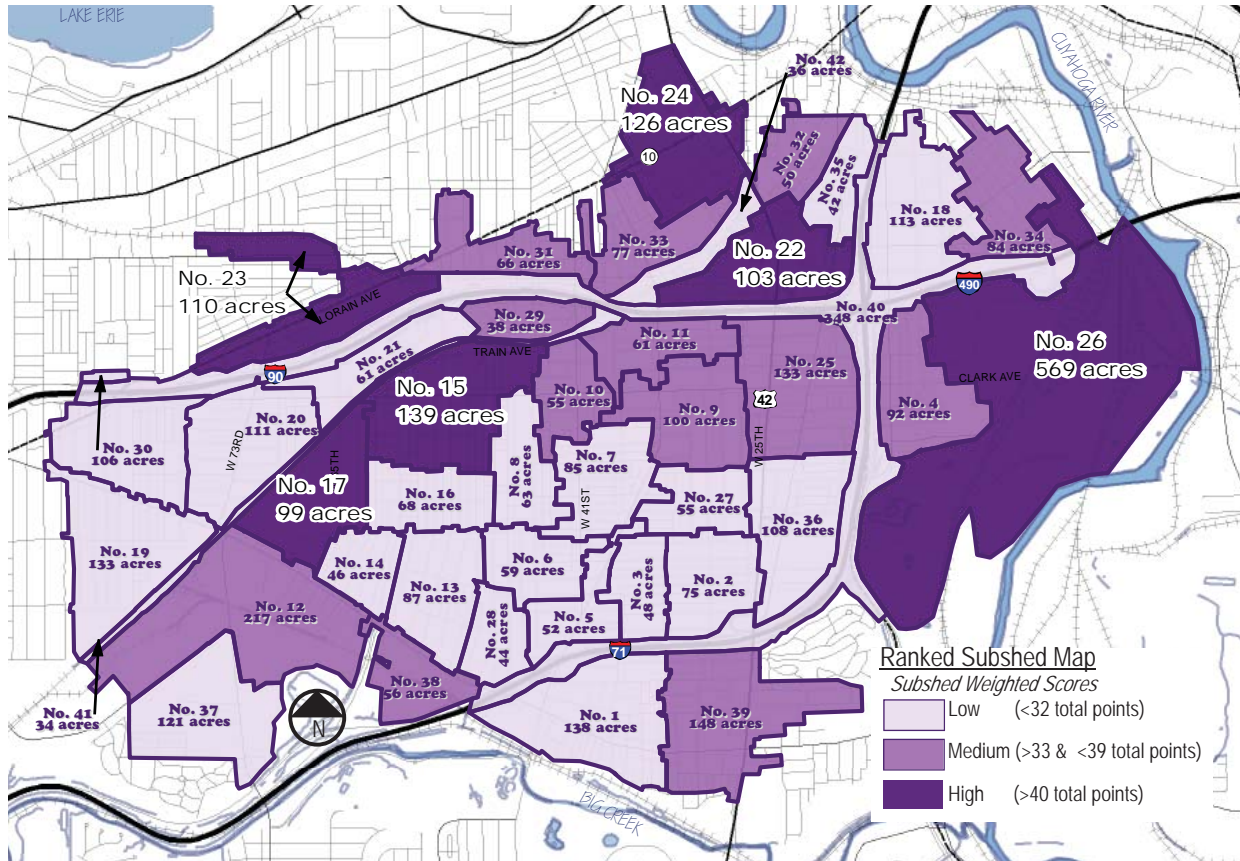 LAKE ERIE
CUYAHOGA RIVER
No. 42
36 acres
No. 24
126 acres
10
No. 32
50 acres
No. 35
42 acres
No. 18
113 acres
No. 34
84 acres
No. 33
77 acres
No. 31
66 acres
No. 22
103 acres
No. 23
110 acres
LORAIN AVE
490
No. 40
348 acres
No. 29
38 acres
No. 26
569 acres
No. 11
61 acres
TRAIN AVE
No. 21
61 acres
90
No. 25
133 acres
No. 15
139 acres
No. 10
55 acres
CLARK AVE
42
No. 4
92 acres
No. 9
100 acres
No. 20
111 acres
W 73RD
No. 30
106 acres
W 25TH
No. 7
85 acres
No. 8
63 acres
No. 17
99 acres
No. 16
68 acres
No. 27
55 acres
W 41ST
No. 36
108 acres
No. 19
133 acres
No. 14
46 acres
No. 6
59 acres
No. 13
87 acres
No. 3
48 acres
No. 2
75 acres
No. 12
217 acres
No. 28
44 acres
No. 5
52 acres
71
No. 38
56 acres
No. 41
34 acres
No. 37
121 acres
N
No. 1
138 acres
No. 39
148 acres
BIG CREEK
Ranked Subshed Map
Subshed Weighted Scores
Low (<32 total points)
Medium (>33 & <39 total points)
High (>40 total points)